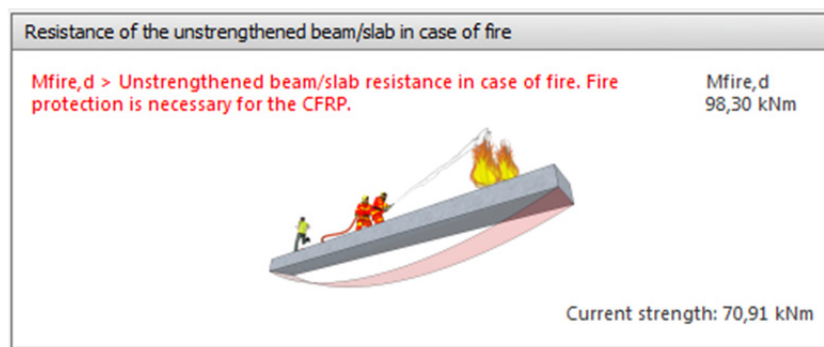 Resistance of the unstrengthened beam/slab in case of fire
Mfire,d > Unstrengthened beam/slab resistance in case of fire. Fire
protection is necessary for the CFRP.
Mfire,d
98,30 kNm
Current strength: 70,91 kNm